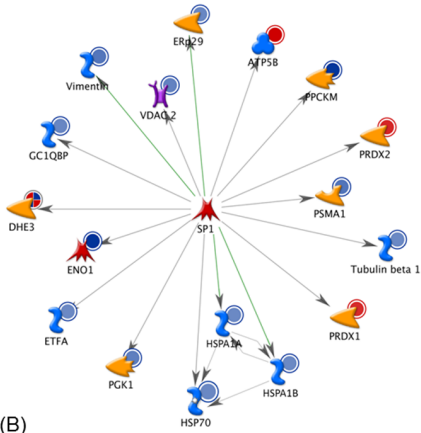 ERp29
ATP5B
Vimentin
VDAC 2
PPCKM
GC1QBP
PRDX2
PSMA1
DHE3
SP1
ENO1
Tubulin beta 1
ETFA
HSPA1A
PRDX1
PGK1
HSPA1B
HSP70
(B)